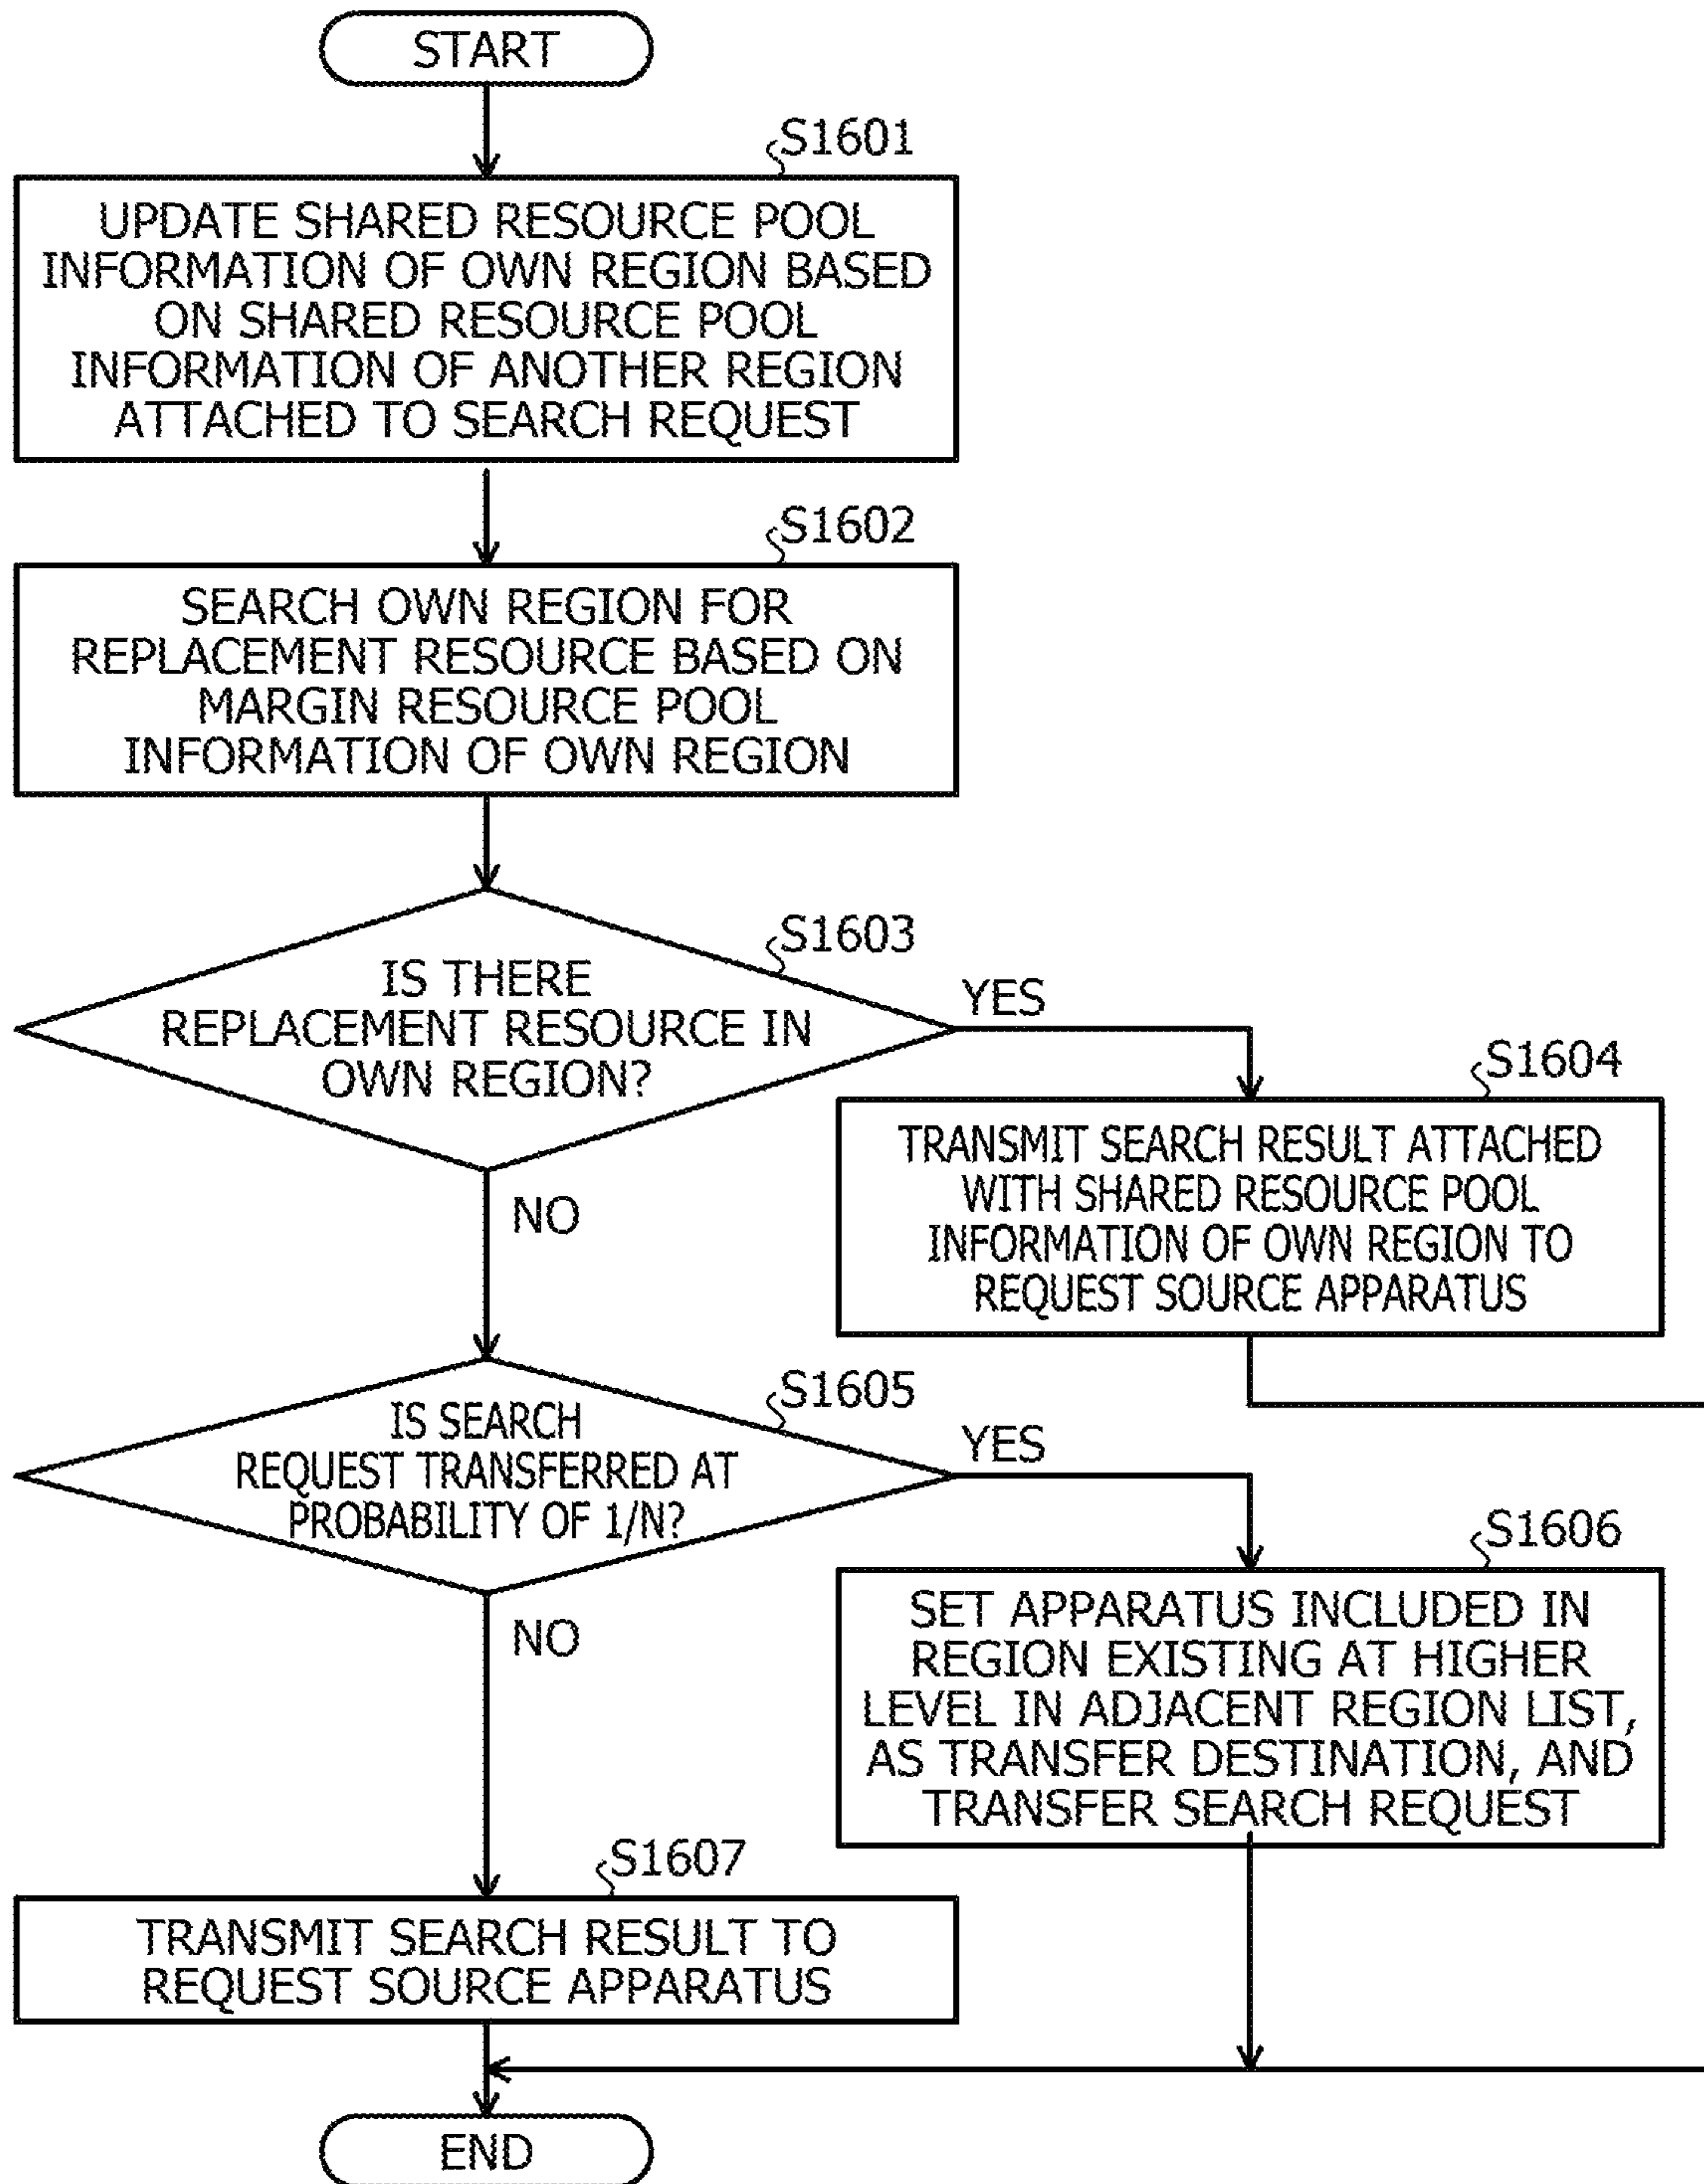 START
S1601
UPDATE SHARED RESOURCE POOL
INFORMATION OF OWN REGION BASED
ON SHARED RESOURCE POOL
INFORMATION OF ANOTHER REGION
ATTACHED TO SEARCH REQUEST
S1602
SEARCH OWN REGION FOR
REPLACEMENT RESOURCE BASED ON
MARGIN RESOURCE POOL
INFORMATION OF OWN REGION
S1603
IS THERE
REPLACEMENT RESOURCE IN
OWN REGION?
YES
NO
S1604
TRANSMIT SEARCH RESULT ATTACHED
WITH SHARED RESOURCE POOL
INFORMATION OF OWN REGION TO
REQUEST SOURCE APPARATUS
S1605
IS SEARCH
REQUEST TRANSFERRED AT
PROBABILITY OF 1/N?
YES
NO
S1606
SET APPARATUS INCLUDED IN
REGION EXISTING AT HIGHER
LEVEL IN ADJACENT REGION LIST,
AS TRANSFER DESTINATION, AND
TRANSFER SEARCH REQUEST
S1607
TRANSMIT SEARCH RESULT TO
REQUEST SOURCE APPARATUS
END